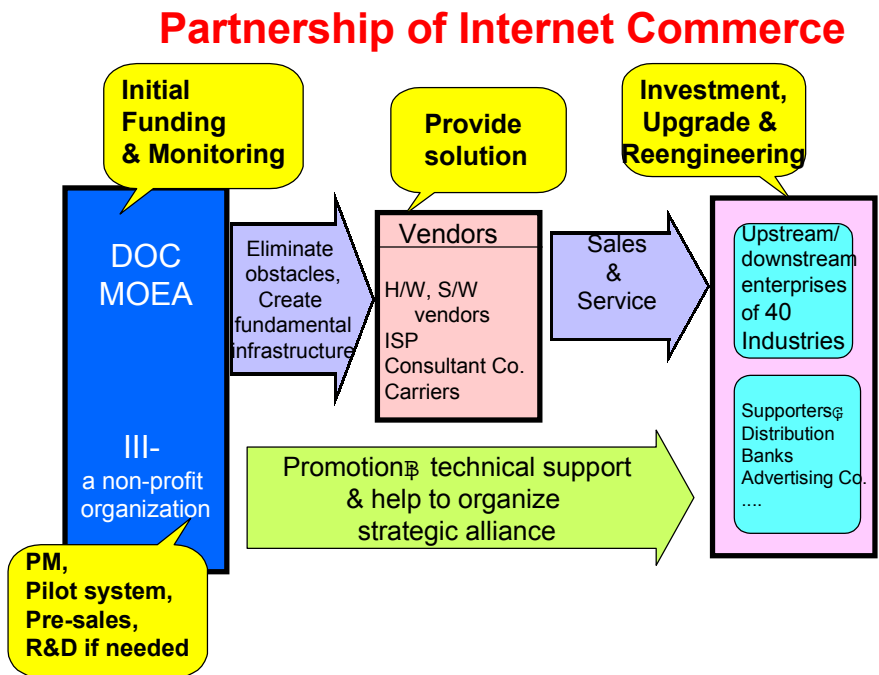 Partnership of Internet Commerce
Initial
Funding
& Monitoring
Provide
solution
Investment,
Upgrade &
Reengineering
DOC
MOEA
III-
a non-profit
organization
PM,
Pilot system,
Pre-sales,
R&D if needed
Eliminate
obstacles,
Create
fundamental
infrastructure
Vendors
H/W, S/W
vendors
ISP
Consultant Co.
Carriers
Sales
&
Service
Upstream/
downstream
enterprises
of 40
Industries
Supporters
Distribution
Banks
Advertising Co.
....
Promotion technical support
& help to organize
strategic alliance